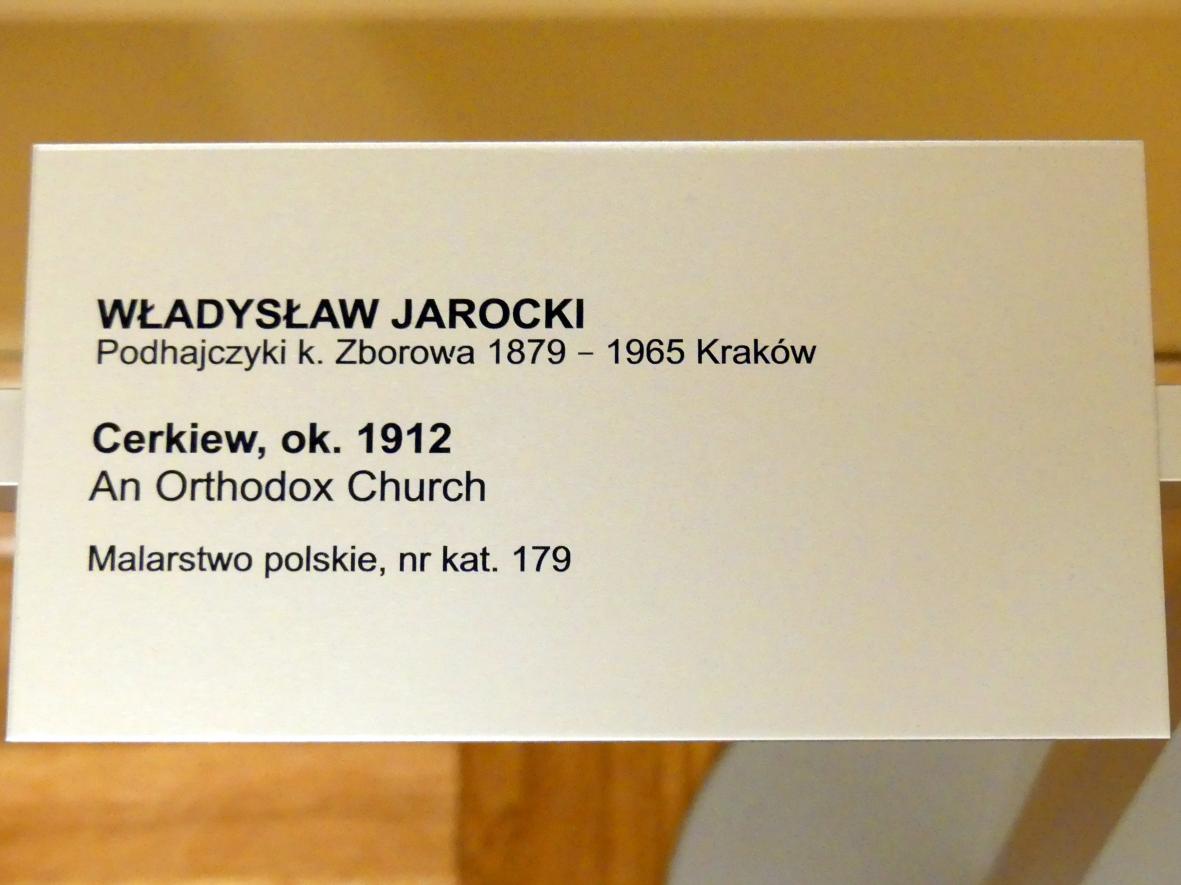 WŁADYSŁAW JAROCKI
Podhajczyki k. Zborowa 1879 – 1965 Kraków
Cerkiew, ok. 1912
An Orthodox Church
Malarstwo polskie, nr kat. 179